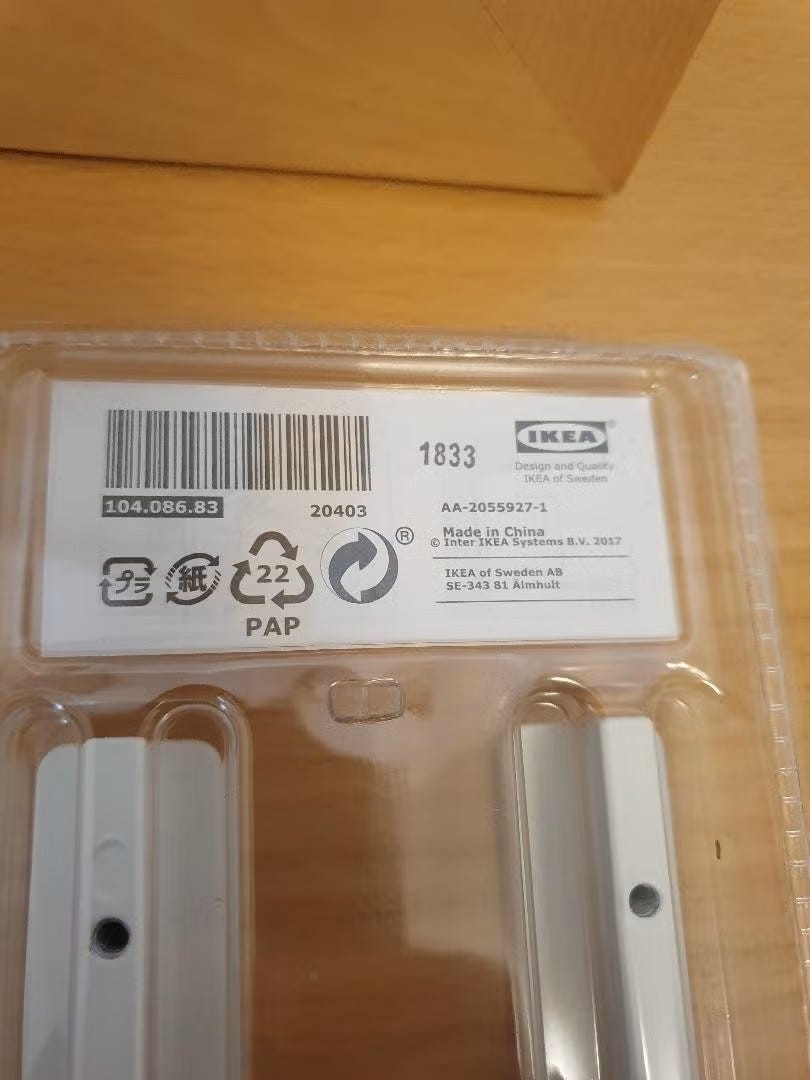 104.086.83
20403
プラ
紙
22
PAP
®
1833
IKEA®
Design and Quality
IKEA of Sweden
AA-2055927-1
Made in China
© Inter IKEA Systems B.V. 2017
IKEA of Sweden AB
SE-343 81 Älmhult